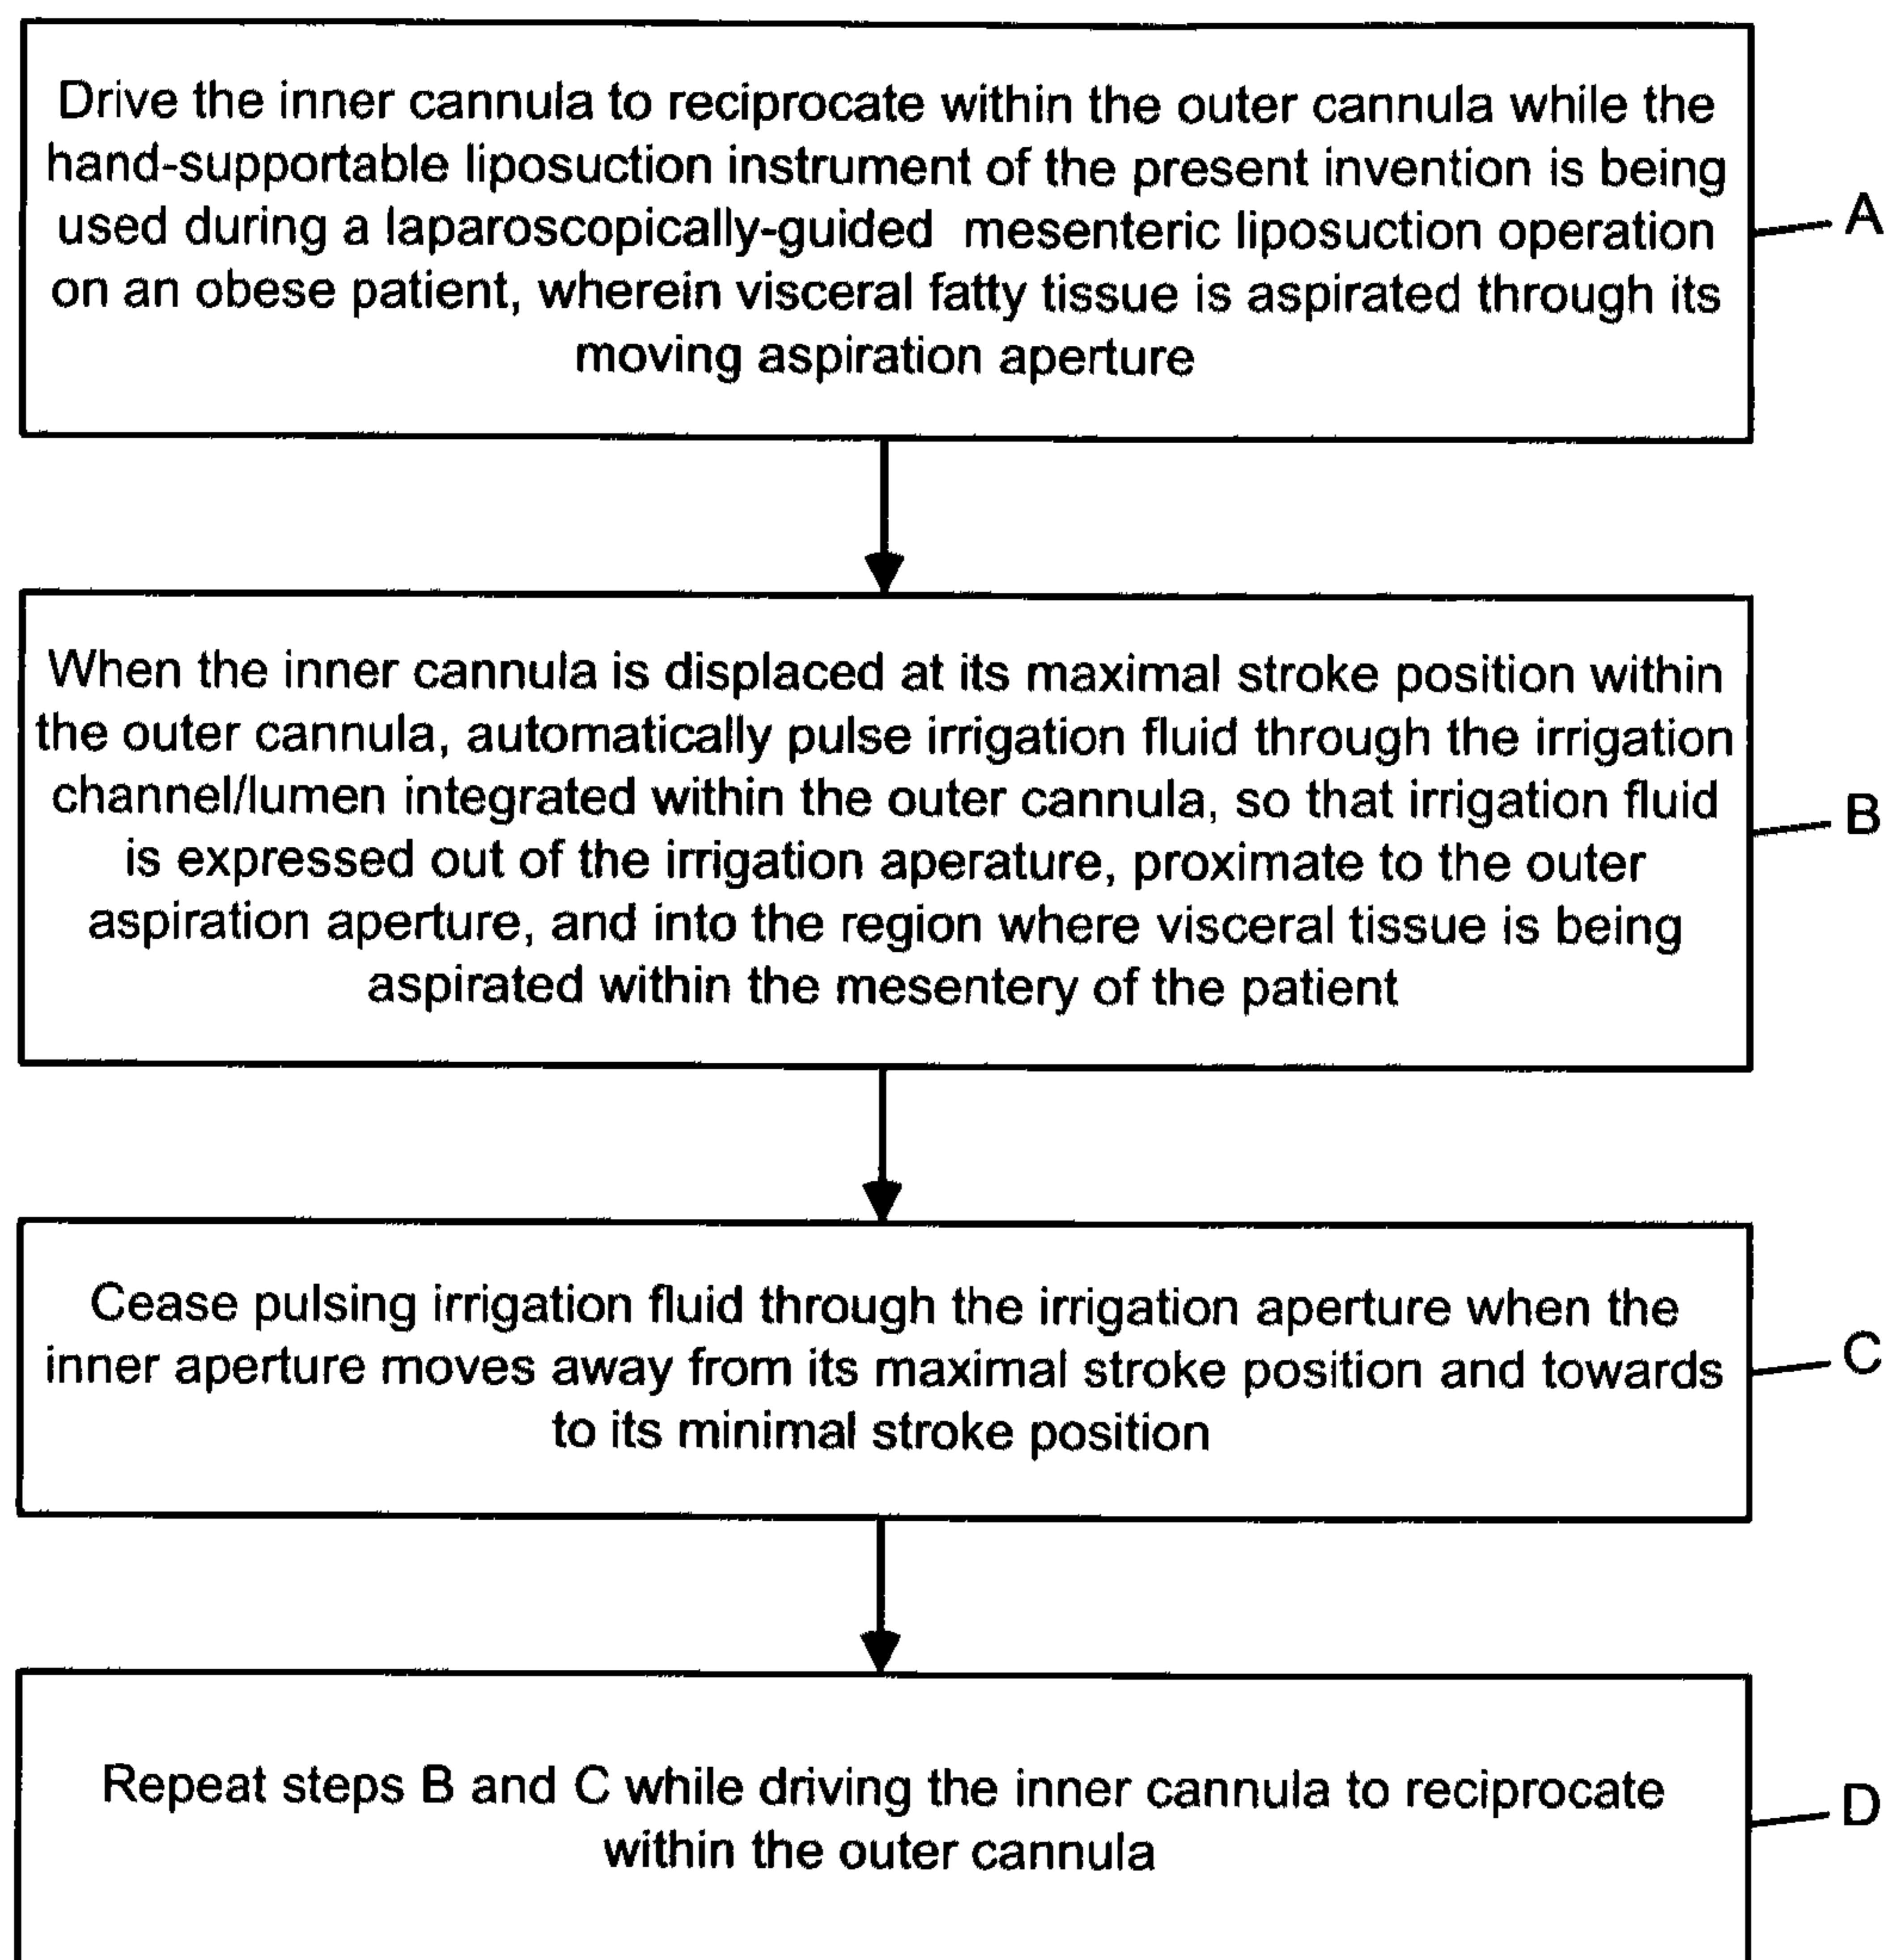 Drive the inner cannula to reciprocate within the outer cannula while the
hand-supportable liposuction instrument of the present invention is being
used during a laparoscopically-guided mesenteric liposuction operation
on an obese patient, wherein visceral fatty tissue is aspirated through its
moving aspiration aperture
A
When the inner cannula is displaced at its maximal stroke position within
the outer cannula, automatically pulse irrigation fluid through the irrigation
channel/lumen integrated within the outer cannula, so that irrigation fluid
is expressed out of the irrigation aperature, proximate to the outer
aspiration aperture, and into the region where visceral tissue is being
aspirated within the mesentery of the patient
B
Cease pulsing irrigation fluid through the irrigation aperture when the
inner aperture moves away from its maximal stroke position and towards
to its minimal stroke position
C
Repeat steps B and C while driving the inner cannula to reciprocate
within the outer cannula
D